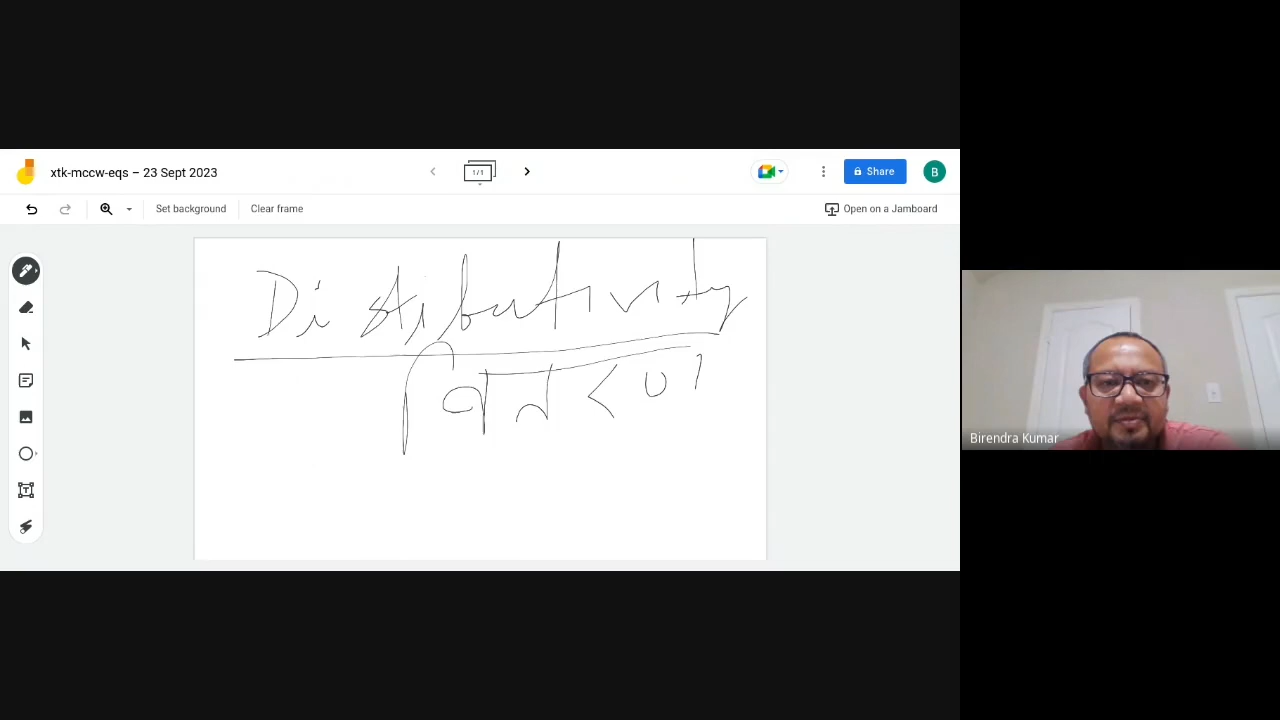 xtk-mccw-eqs – 23 Sept 2023
1/1
Share
B
Set background
Clear frame
Open on a Jamboard
Distributivity
Birendra Kumar